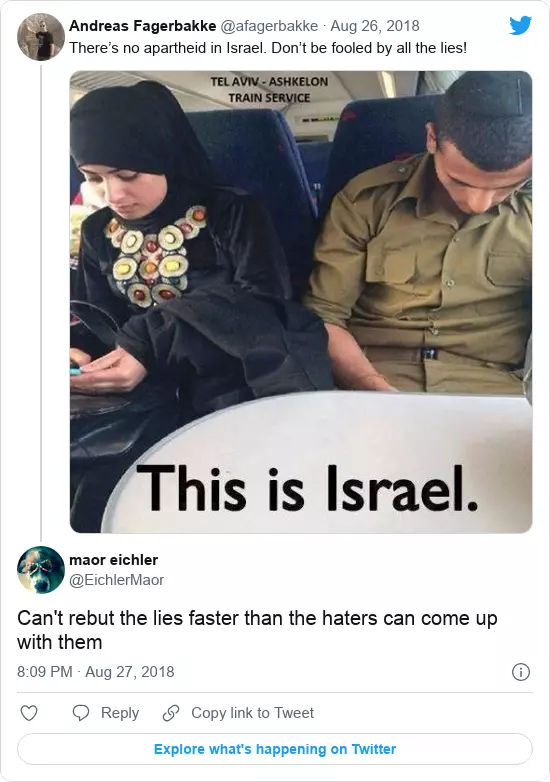 Andreas Fagerbakke @afagerbakke · Aug 26, 2018
There's no apartheid in Israel. Don't be fooled by all the lies!
TEL AVIV - ASHKELON
TRAIN SERVICE
This is Israel.
maor eichler
@EichlerMaor
Can't rebut the lies faster than the haters can come up
with them
8:09 PM · Aug 27, 2018
Reply
Copy link to Tweet
Explore what's happening on Twitter